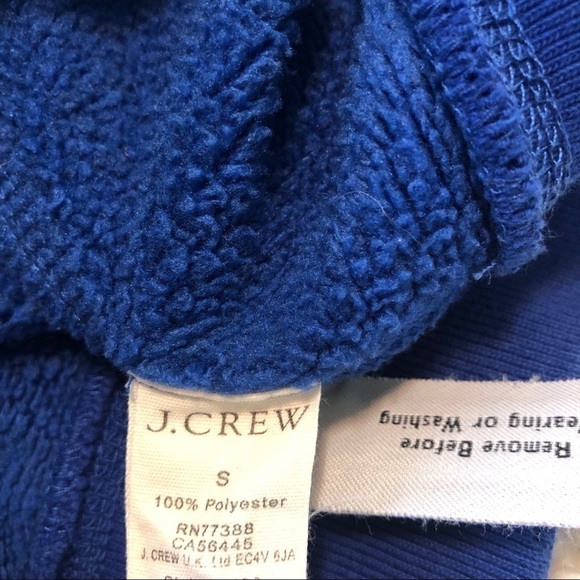 J.CREW
S
100% Polyester
RN77388
CA56445
J. CREW U.K. Ltd EC4V 6JA
Remove Before
Wearing or Washing